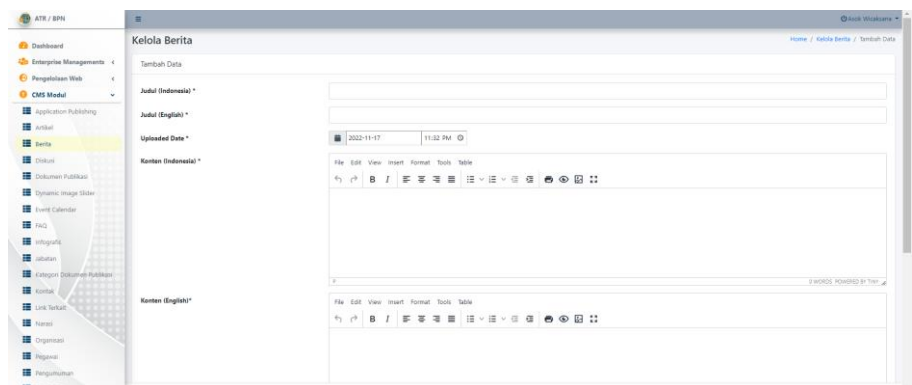 ATR / BPN
Andi Wicaksana
Kelola Berita
Home / Kelola Berita / Tambah Data
Dashboard
Enterprise Managements
Pengelolaan Web
CMS Modul
Application Publishing
Artikel
Berita
Diskusi
Dokumen Publikasi
Dynamic Image Slider
Event Calendar
FAQ
Infografis
Jabatan
Kategori Dokumen Publikasi
Kontak
Link Terkait
Narasi
Organisasi
Pegawai
Pengumuman
Tambah Data
Judul (Indonesia) *
Judul (English) *
Uploaded Date *
2022-11-17 11:32 PM
Konten (Indonesia) *
File Edit View Insert Format Tools Table
B I
P
0 WORDS POWERED BY TINY
Konten (English)*
File Edit View Insert Format Tools Table
B I